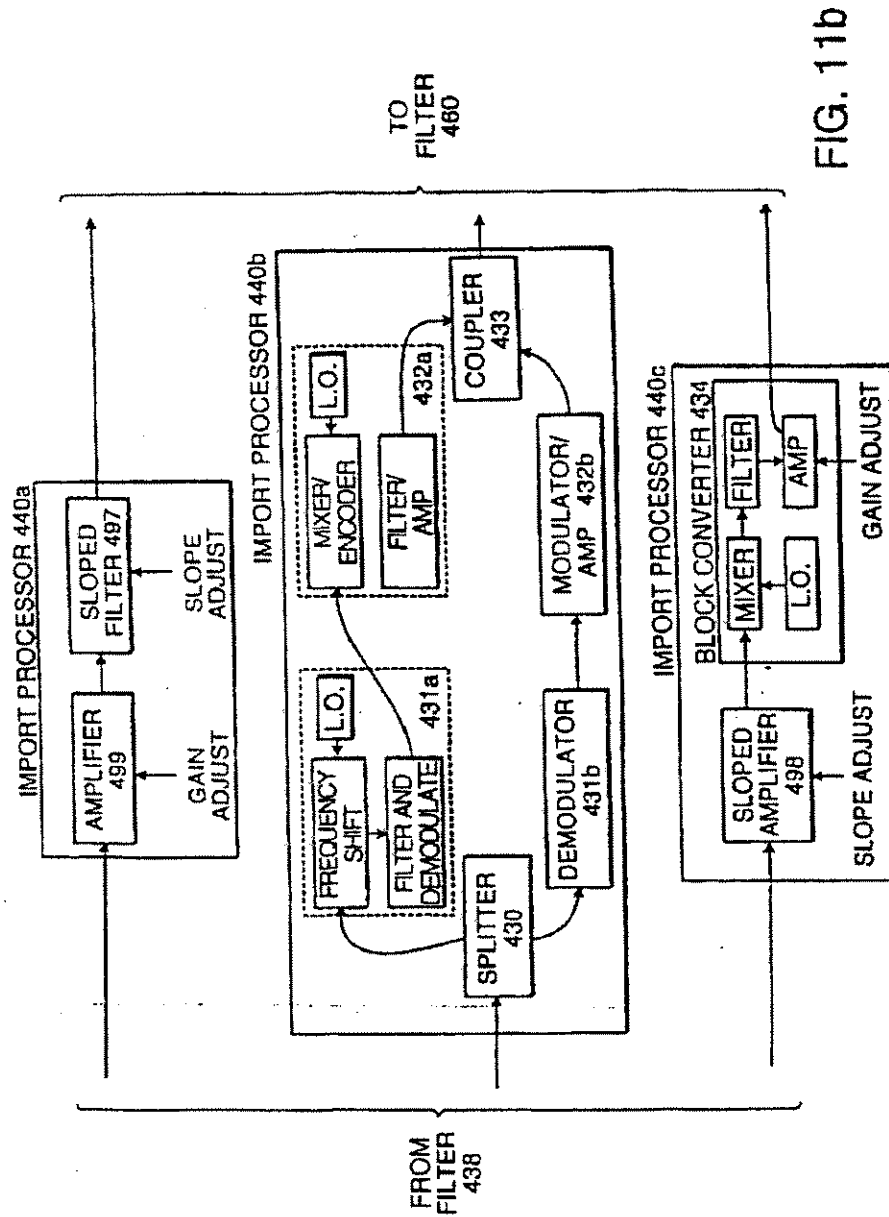 FROM
FILTER
438
IMPORT PROCESSOR 440a
AMPLIFIER
499
GAIN
ADJUST
SLOPED
FILTER 497
SLOPE
ADJUST
IMPORT PROCESSOR 440b
SPLITTER
430
FREQUENCY
SHIFT
L.O.
FILTER AND
DEMODULATE
431a
MIXER/
ENCODER
L.O.
FILTER/
AMP
432a
DEMODULATOR
431b
MODULATOR/
AMP 432b
COUPLER
433
IMPORT PROCESSOR 440c
SLOPED
AMPLIFIER
498
SLOPE ADJUST
BLOCK CONVERTER 434
MIXER
FILTER
L.O.
AMP
GAIN ADJUST
TO
FILTER
460
FIG. 11b